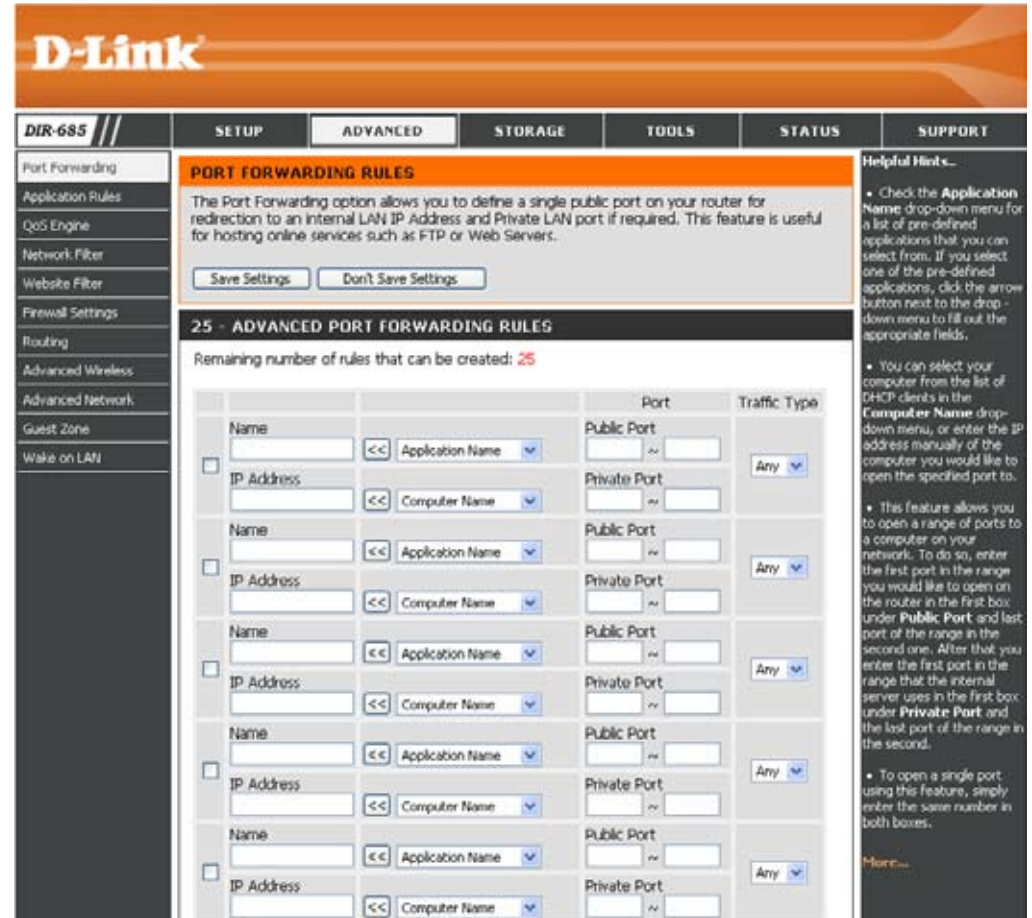 D-Link
DIR-685
SETUP
ADVANCED
STORAGE
TOOLS
STATUS
SUPPORT
Port Forwarding
Application Rules
QoS Engine
Network Filter
Website Filter
Firewall Settings
Routing
Advanced Wireless
Advanced Network
Guest Zone
Wake on LAN
PORT FORWARDING RULES
The Port Forwarding option allows you to define a single public port on your router for
redirection to an internal LAN IP Address and Private LAN port if required. This feature is useful
for hosting online services such as FTP or Web Servers.
Save Settings
Don't Save Settings
25 - ADVANCED PORT FORWARDING RULES
Remaining number of rules that can be created: 25
Port
Traffic Type
Name
Public Port
<< Application Name
~
Any
IP Address
Private Port
<< Computer Name
~
Name
Public Port
<< Application Name
~
Any
IP Address
Private Port
<< Computer Name
~
Name
Public Port
<< Application Name
~
Any
IP Address
Private Port
<< Computer Name
~
Name
Public Port
<< Application Name
~
Any
IP Address
Private Port
<< Computer Name
~
Name
Public Port
<< Application Name
~
Any
IP Address
Private Port
<< Computer Name
~
Helpful Hints...
• Check the Application
Name drop-down menu for
a list of pre-defined
applications that you can
select from. If you select
one of the pre-defined
applications, click the arrow
button next to the drop-
down menu to fill out the
appropriate fields.
• You can select your
computer from the list of
DHCP clients in the
Computer Name drop-
down menu, or enter the IP
address manually of the
computer you would like to
open the specified port to.
• This feature allows you
to open a range of ports to
a computer on your
network. To do so, enter
the first port in the range
you would like to open on
the router in the first box
under Public Port and last
port of the range in the
second one. After that you
enter the first port in the
range that the internal
server uses in the first box
under Private Port and
the last port of the range in
the second.
• To open a single port
using this feature, simply
enter the same number in
both boxes.
More...